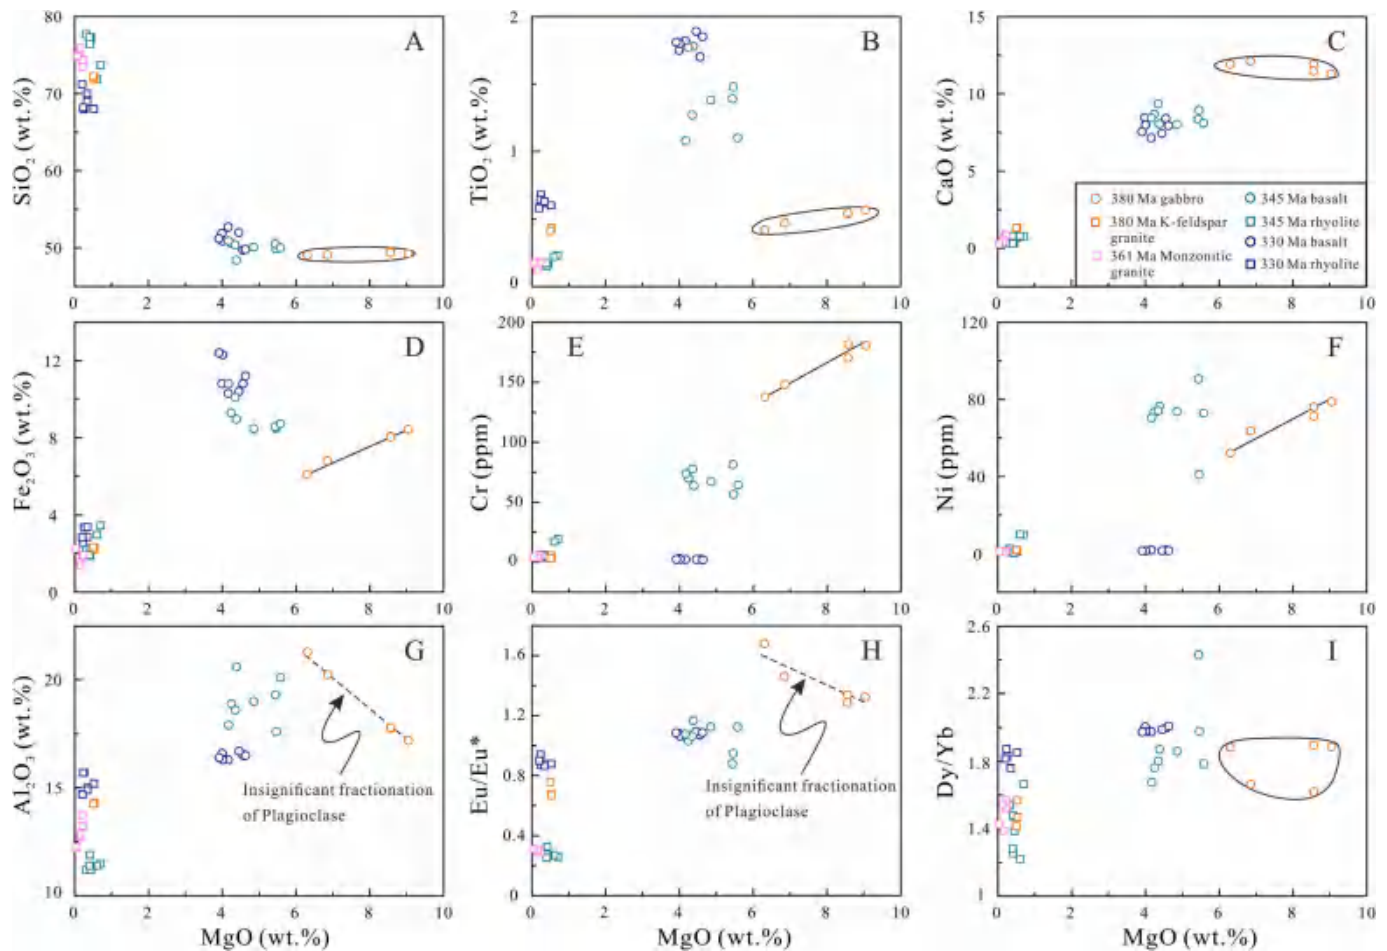 80
70
60
50
SiO2 (wt.%)
A
0 2 4 6 8 10
2
1
0
TiO2 (wt.%)
B
0 2 4 6 8 10
15
10
5
0
CaO (wt.%)
C
380 Ma gabbro
345 Ma basalt
380 Ma K-feldspar
granite
345 Ma rhyolite
330 Ma basalt
361 Ma Monzonitic
granite
330 Ma rhyolite
0 2 4 6 8 10
12
8
4
0
Fe2O3 (wt.%)
D
0 2 4 6 8 10
200
150
100
50
0
Cr (ppm)
E
0 2 4 6 8 10
120
80
40
0
Ni (ppm)
F
0 2 4 6 8 10
20
15
10
Al2O3 (wt.%)
G
Insignificant fractionation
of Plagioclase
0 2 4 6 8 10
MgO (wt.%)
1.6
1.2
0.8
0.4
0
Eu/Eu*
H
Insignificant fractionation
of Plagioclase
0 2 4 6 8 10
MgO (wt.%)
2.6
2.2
1.8
1.4
1
Dy/Yb
I
0 2 4 6 8 10
MgO (wt.%)